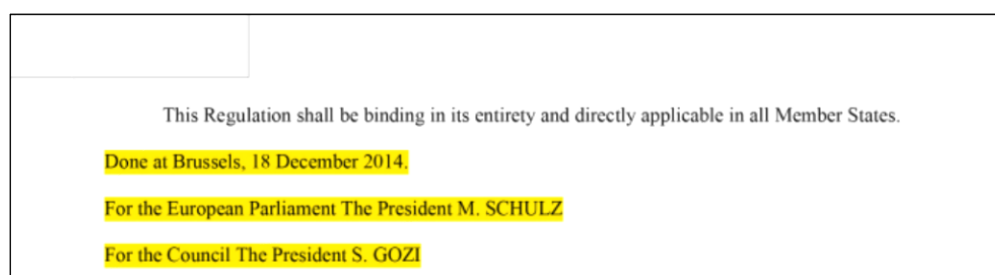 This Regulation shall be binding in its entirety and directly applicable in all Member States.
Done at Brussels, 18 December 2014.
For the European Parliament The President M. SCHULZ
For the Council The President S. GOZI